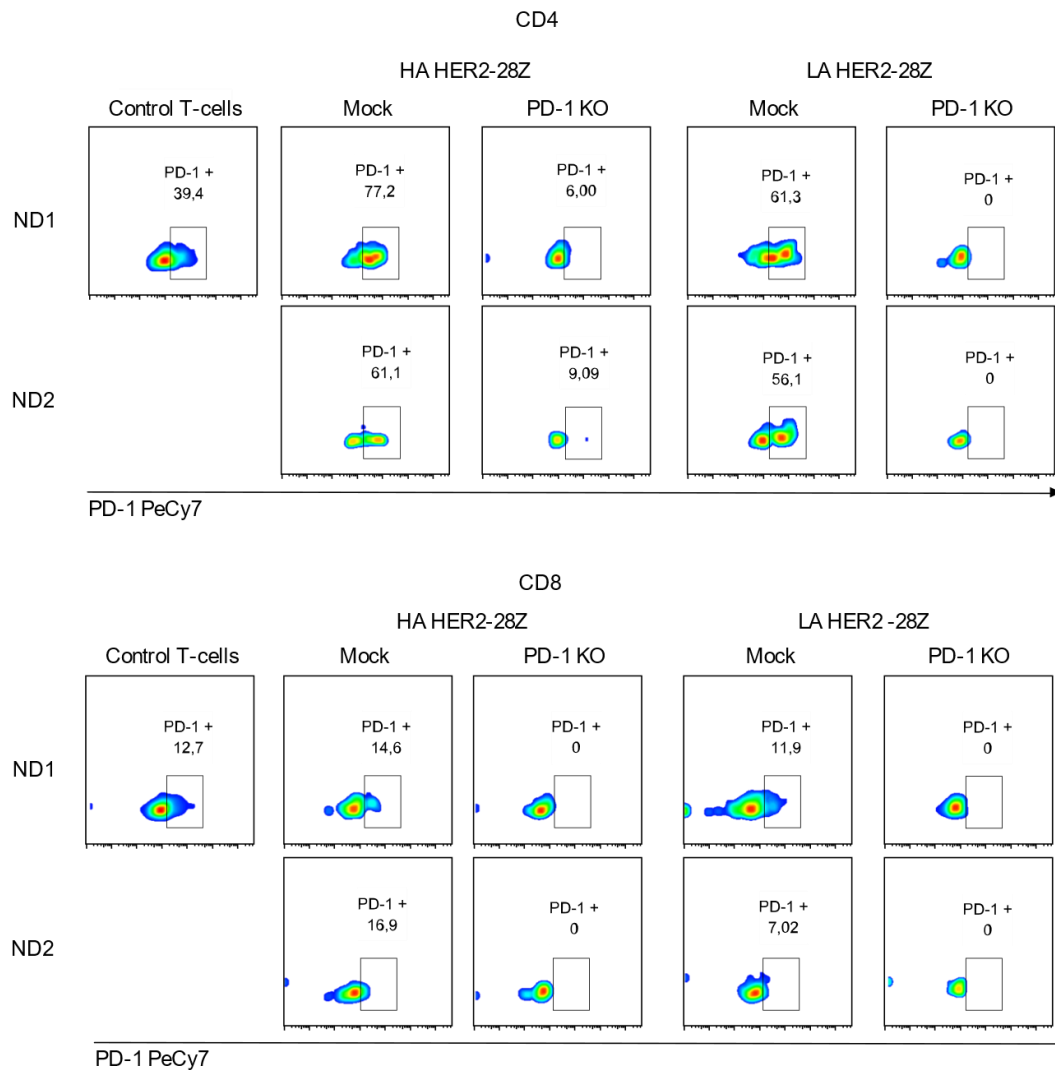 CD4
HA HER2-28Z LA HER2-28Z
Control T-cells Mock PD-1 KO Mock PD-1 KO
ND1
PD-1 + PD-1 + PD-1 + PD-1 + PD-1 +
39,4 77,2 6,00 61,3 0
ND2
PD-1 + PD-1 + PD-1 + PD-1 +
61,1 9,09 56,1 0
PD-1 PeCy7
CD8
HA HER2-28Z LA HER2 -28Z
Control T-cells Mock PD-1 KO Mock PD-1 KO
ND1
PD-1 + PD-1 + PD-1 + PD-1 + PD-1 +
12,7 14,6 0 11,9 0
ND2
PD-1 + PD-1 + PD-1 + PD-1 +
16,9 0 7,02 0
PD-1 PeCy7